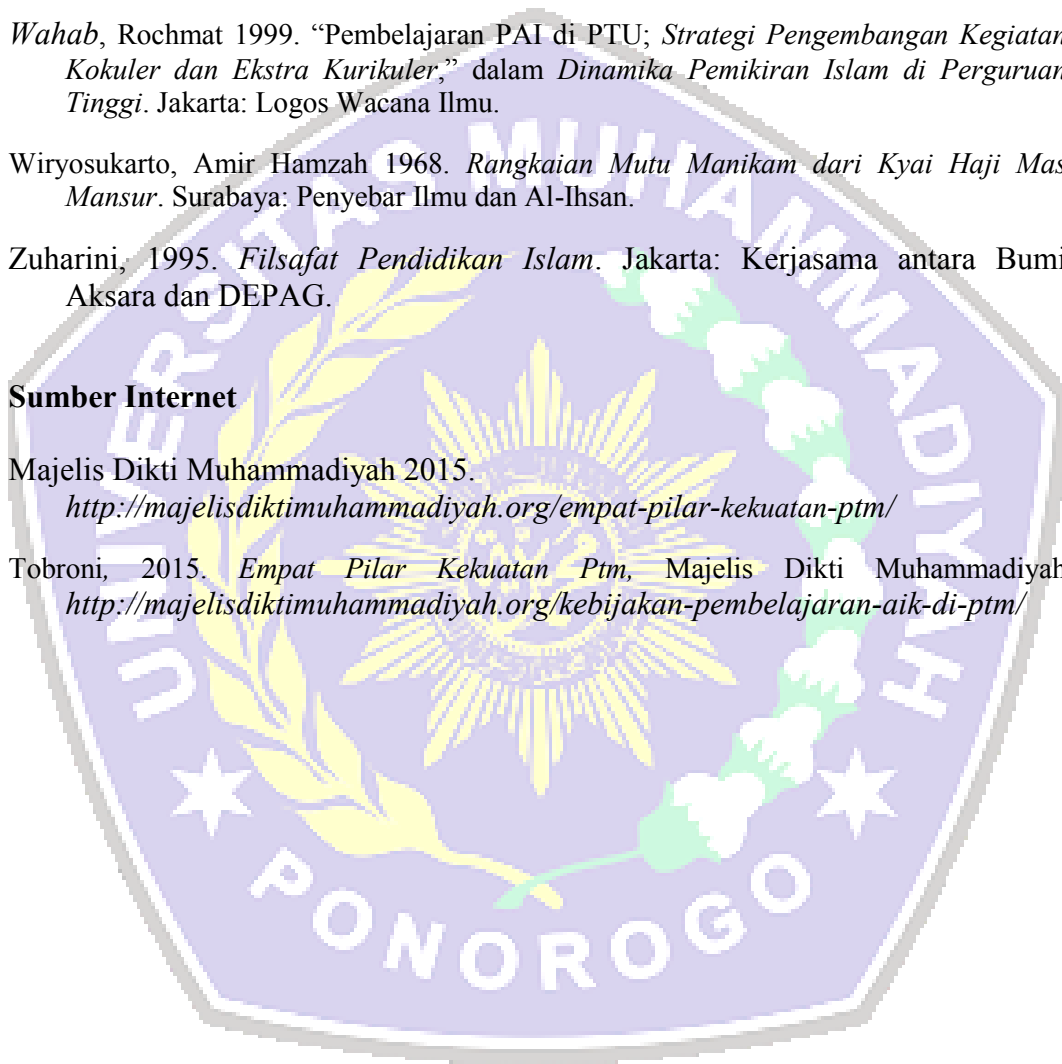 Wahab, Rochmat 1999. “Pembelajaran PAI di PTU; Strategi Pengembangan Kegiatan
Kokuler dan Ekstra Kurikuler,” dalam Dinamika Pemikiran Islam di Perguruan
Tinggi. Jakarta: Logos Wacana Ilmu.
Wiryosukarto, Amir Hamzah 1968. Rangkaian Mutu Manikam dari Kyai Haji Mas
Mansur. Surabaya: Penyebar Ilmu dan Al-Ihsan.
Zuharini, 1995. Filsafat Pendidikan Islam. Jakarta: Kerjasama antara Bumi
Aksara dan DEPAG.
Sumber Internet
Majelis Dikti Muhammadiyah 2015.
http://majelisdiktimuhammadiyah.org/empat-pilar-kekuatan-ptm/
Tobroni, 2015. Empat Pilar Kekuatan Ptm, Majelis Dikti Muhammadiyah
http://majelisdiktimuhammadiyah.org/kebijakan-pembelajaran-aik-di-ptm/
UNIVERSITAS MUHAMMADIYAH
PONOROGO